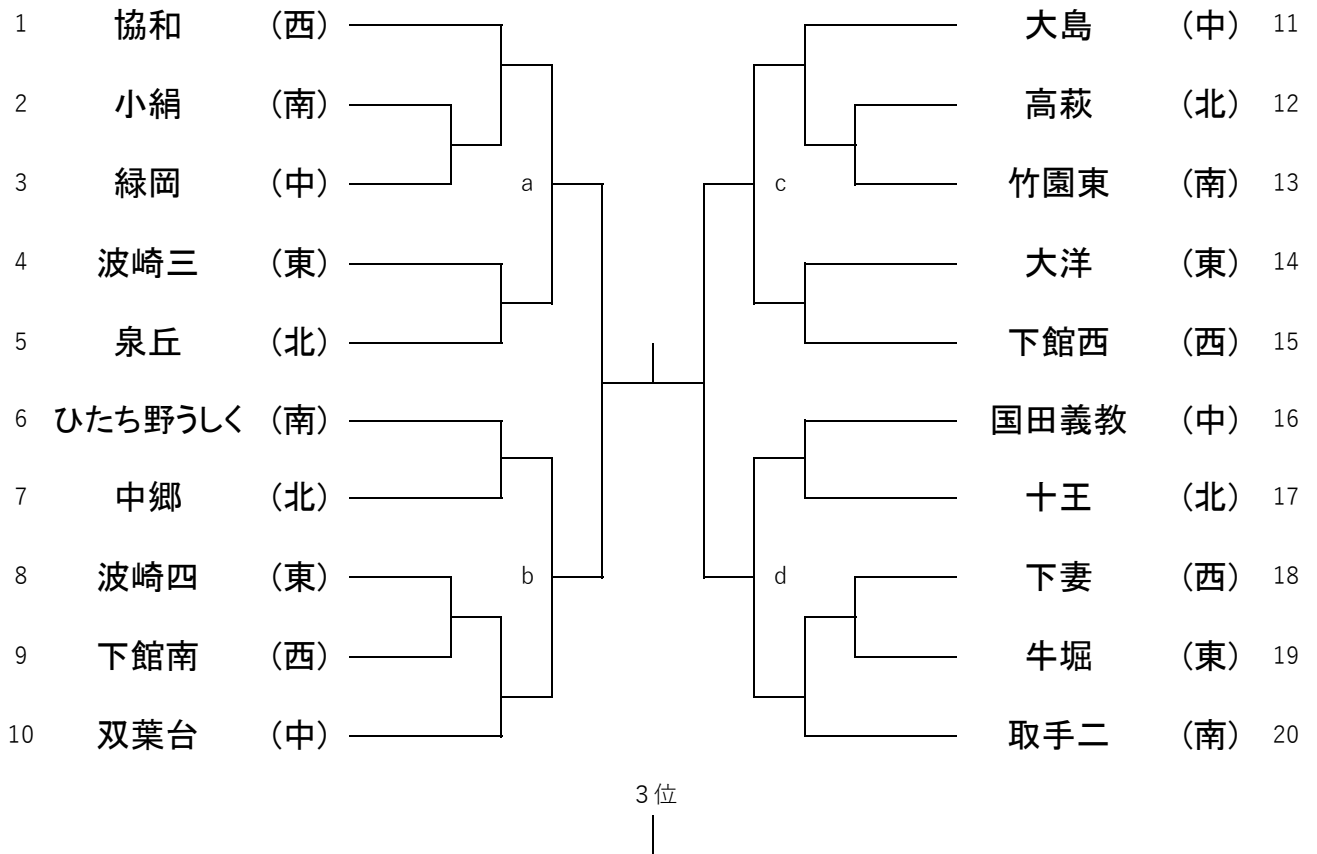 1 協和 （西） 大島 （中） 11
2 小絹 （南） 高萩 （北） 12
3 緑岡 （中） a c 竹園東 （南） 13
4 波崎三 （東） 大洋 （東） 14
5 泉丘 （北） 下館西 （西） 15
6 ひたち野うしく （南） 国田義教 （中） 16
7 中郷 （北） 十王 （北） 17
8 波崎四 （東） b d 下妻 （西） 18
9 下館南 （西） 牛堀 （東） 19
10 双葉台 （中） 取手二 （南） 20
３位